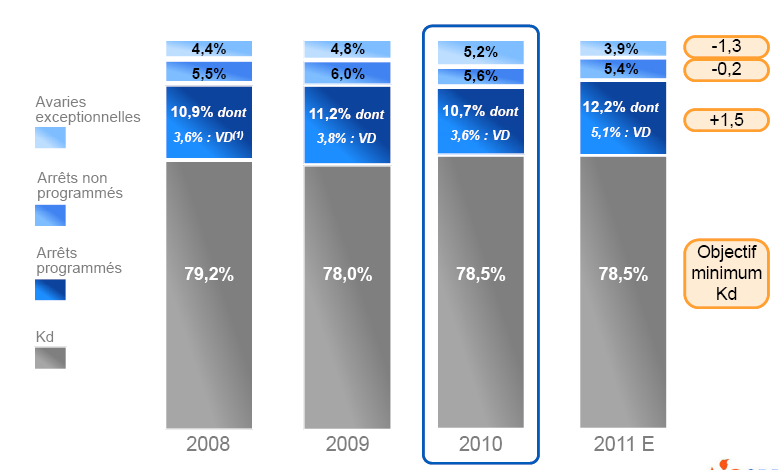 4,4%
4,8%
5,2%
3,9%
-1,3
5,5%
6,0%
5,6%
5,4%
-0,2
Avaries
exceptionnelles
10,9% dont
3,6% : VD(1)
11,2% dont
3,8% : VD
10,7% dont
3,6% : VD
12,2% dont
5,1% : VD
+1,5
Arrêts non
programmés
Arrêts
programmés
79,2%
78,0%
78,5%
78,5%
Objectif
minimum
Kd
Kd
2008
2009
2010
2011 E